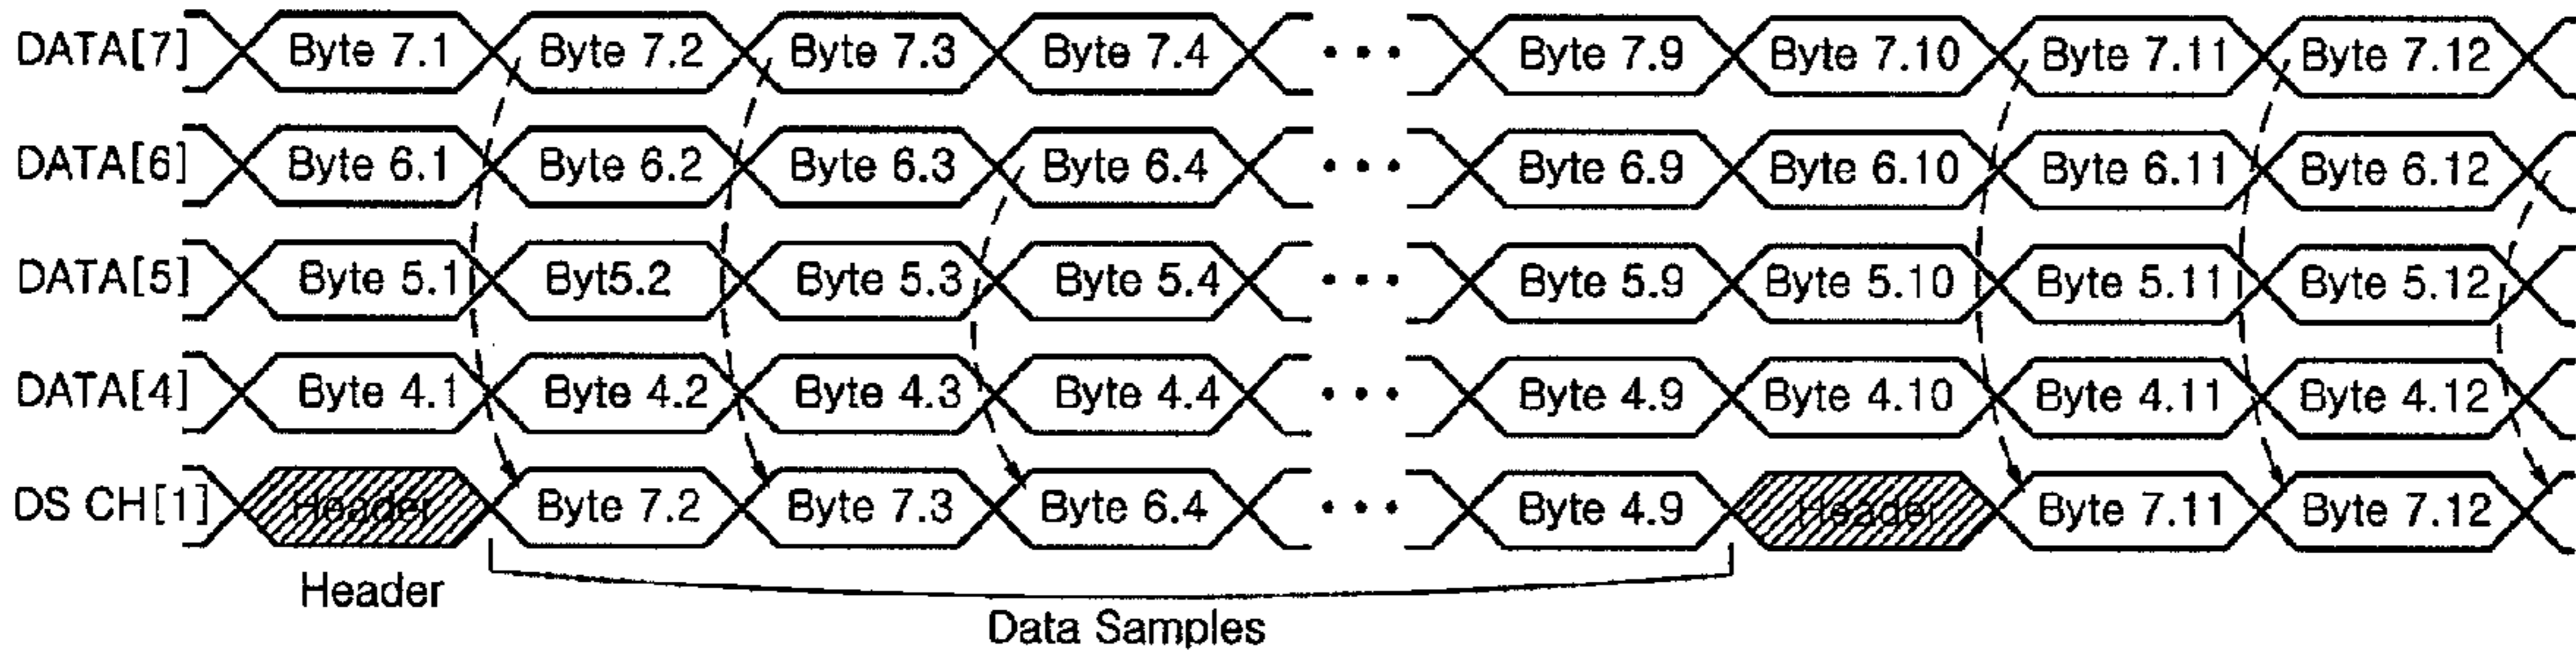 DATA[7] Byte 7.1 Byte 7.2 Byte 7.3 Byte 7.4 ••• Byte 7.9 Byte 7.10 Byte 7.11 Byte 7.12
DATA[6] Byte 6.1 Byte 6.2 Byte 6.3 Byte 6.4 ••• Byte 6.9 Byte 6.10 Byte 6.11 Byte 6.12
DATA[5] Byte 5.1 Byt5.2 Byte 5.3 Byte 5.4 ••• Byte 5.9 Byte 5.10 Byte 5.11 Byte 5.12
DATA[4] Byte 4.1 Byte 4.2 Byte 4.3 Byte 4.4 ••• Byte 4.9 Byte 4.10 Byte 4.11 Byte 4.12
DS CH[1] Header Byte 7.2 Byte 7.3 Byte 6.4 ••• Byte 4.9 Header Byte 7.11 Byte 7.12
Header
Data Samples